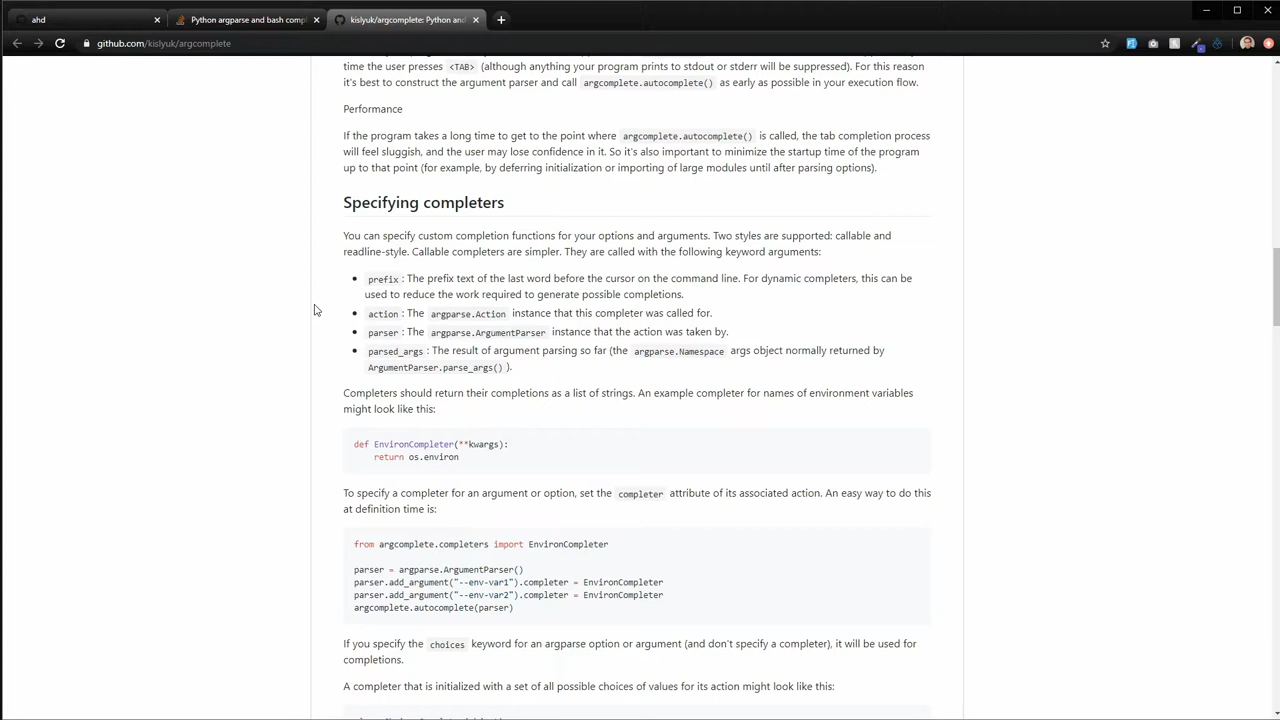 ahd
Python argparse and bash compl
kislyuk/argcomplete: Python and
github.com/kislyuk/argcomplete
time the user presses <TAB> (although anything your program prints to stdout or stderr will be suppressed). For this reason
it's best to construct the argument parser and call argcomplete.autocomplete() as early as possible in your execution flow.
Performance
If the program takes a long time to get to the point where argcomplete.autocomplete() is called, the tab completion process
will feel sluggish, and the user may lose confidence in it. So it's also important to minimize the startup time of the program
up to that point (for example, by deferring initialization or importing of large modules until after parsing options).
Specifying completers
You can specify custom completion functions for your options and arguments. Two styles are supported: callable and
readline-style. Callable completers are simpler. They are called with the following keyword arguments:
• prefix : The prefix text of the last word before the cursor on the command line. For dynamic completers, this can be
used to reduce the work required to generate possible completions.
• action : The argparse.Action instance that this completer was called for.
• parser : The argparse.ArgumentParser instance that the action was taken by.
• parsed_args : The result of argument parsing so far (the argparse.Namespace args object normally returned by
ArgumentParser.parse_args() ).
Completers should return their completions as a list of strings. An example completer for names of environment variables
might look like this:
def EnvironCompleter(**kwargs):
    return os.environ
To specify a completer for an argument or option, set the completer attribute of its associated action. An easy way to do this
at definition time is:
from argcomplete.completers import EnvironCompleter
parser = argparse.ArgumentParser()
parser.add_argument("--env-var1").completer = EnvironCompleter
parser.add_argument("--env-var2").completer = EnvironCompleter
argcomplete.autocomplete(parser)
If you specify the choices keyword for an argparse option or argument (and don't specify a completer), it will be used for
completions.
A completer that is initialized with a set of all possible choices of values for its action might look like this: